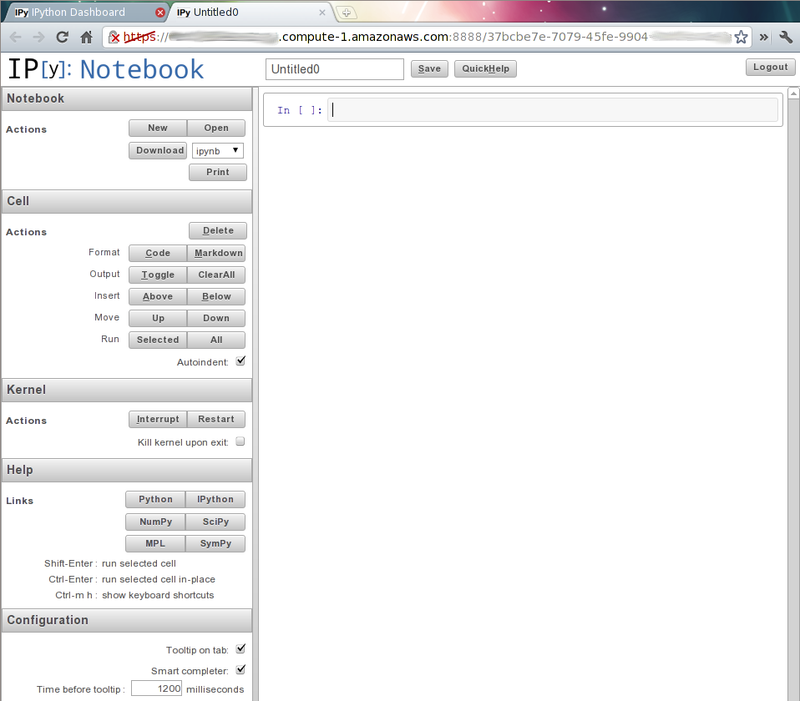 IPy IPython Dashboard IPy Untitled0
https:// .compute-1.amazonaws.com:8888/37bcbe7e-7079-45fe-9904 »
IP[y]: Notebook Untitled0 Save QuickHelp Logout
Notebook
In [ ]:
Actions New Open
Download ipynb
Print
Cell
Actions Delete
Format Code Markdown
Output Toggle ClearAll
Insert Above Below
Move Up Down
Run Selected All
Autoindent:
Kernel
Actions Interrupt Restart
Kill kernel upon exit:
Help
Links Python IPython
NumPy SciPy
MPL SymPy
Shift-Enter : run selected cell
Ctrl-Enter : run selected cell in-place
Ctrl-m h : show keyboard shortcuts
Configuration
Tooltip on tab:
Smart completer:
Time before tooltip : 1200 milliseconds